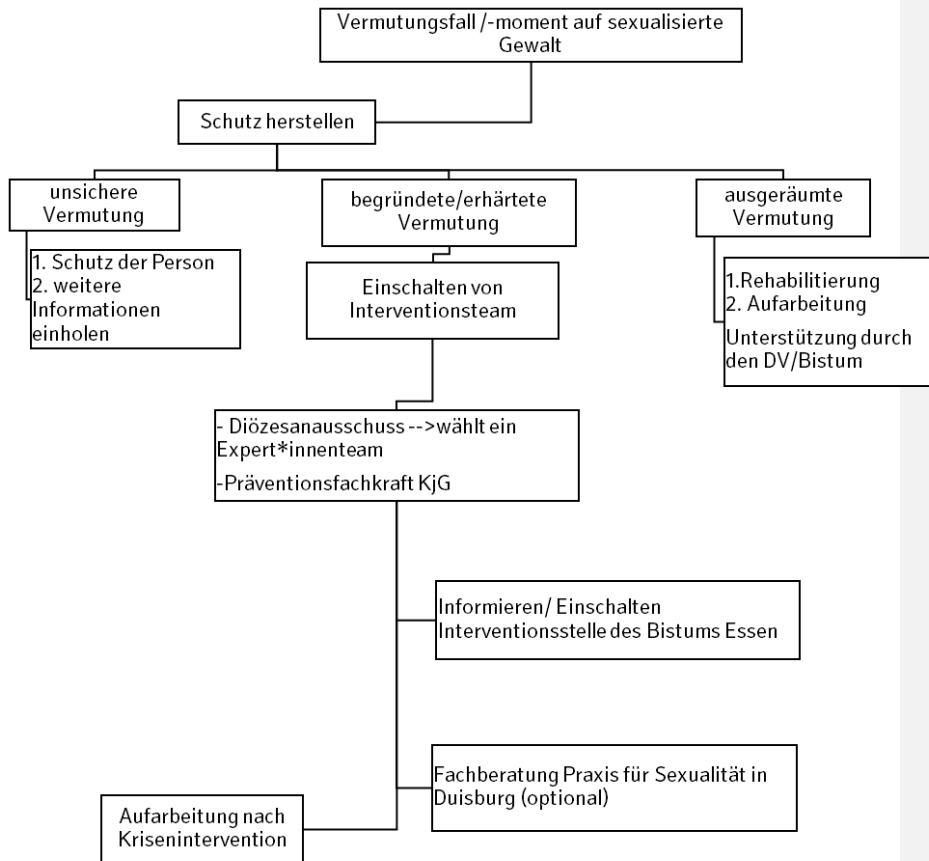 Vermutungsfall /-moment auf sexualisierte
Gewalt
Schutz herstellen
unsichere
Vermutung
1. Schutz der Person
2. weitere
Informationen
einholen
begründete/erhärtete
Vermutung
Einschalten von
Interventionsteam
ausgeräumte
Vermutung
1.Rehabilitierung
2. Aufarbeitung
Unterstützung durch
den DV/Bistum
- Diözesanausschuss -->wählt ein
Expert*innenteam
-Präventionsfachkraft KjG
Informieren/ Einschalten
Interventionsstelle des Bistums Essen
Fachberatung Praxis für Sexualität in
Duisburg (optional)
Aufarbeitung nach
Krisenintervention